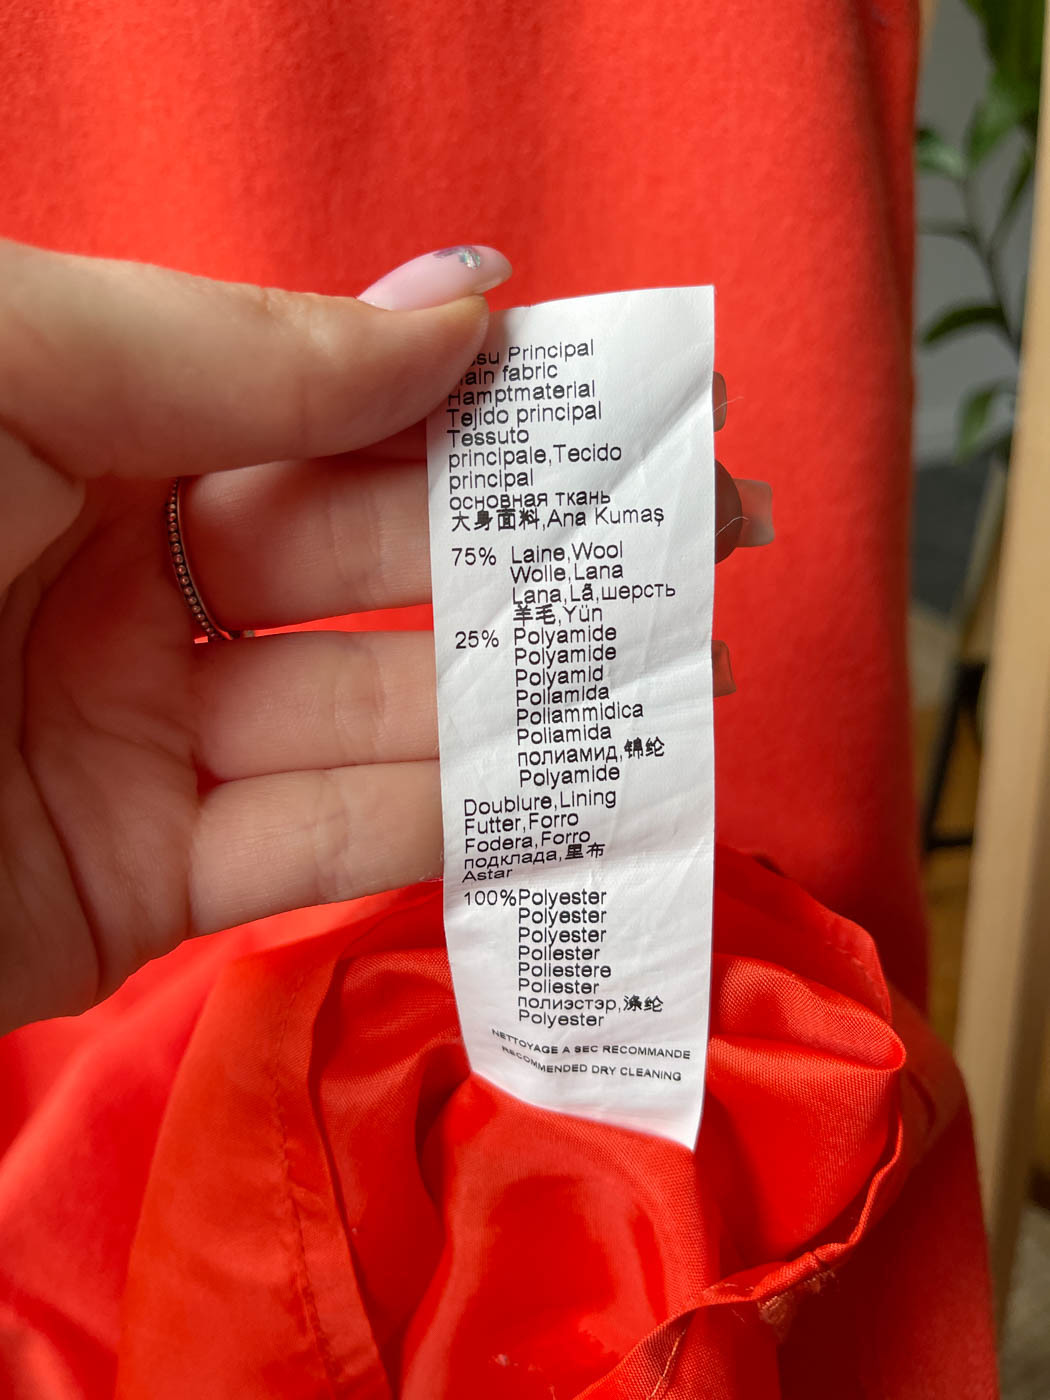 Principal
fabric
Hamptmaterial
Tejido principal
Tessuto
principale,Tecido
principal
основная ткань
大身面料,Ana Kumaş
75% Laine,Wool
Wolle,Lana
Lana,Lã,шерсть
羊毛,Yün
25% Polyamide
Polyamide
Polyamid
Poliamida
Poliammidica
Poliamida
полиамид,锦纶
Polyamide
Doublure,Lining
Futter,Forro
Fodera,Forro
подклада,里布
Astar
100%Polyester
Polyester
Polyester
Poliester
Poliestere
Poliester
полиэстэр,涤纶
Polyester
NETTOYAGE A SEC RECOMMANDE
RECOMMENDED DRY CLEANING